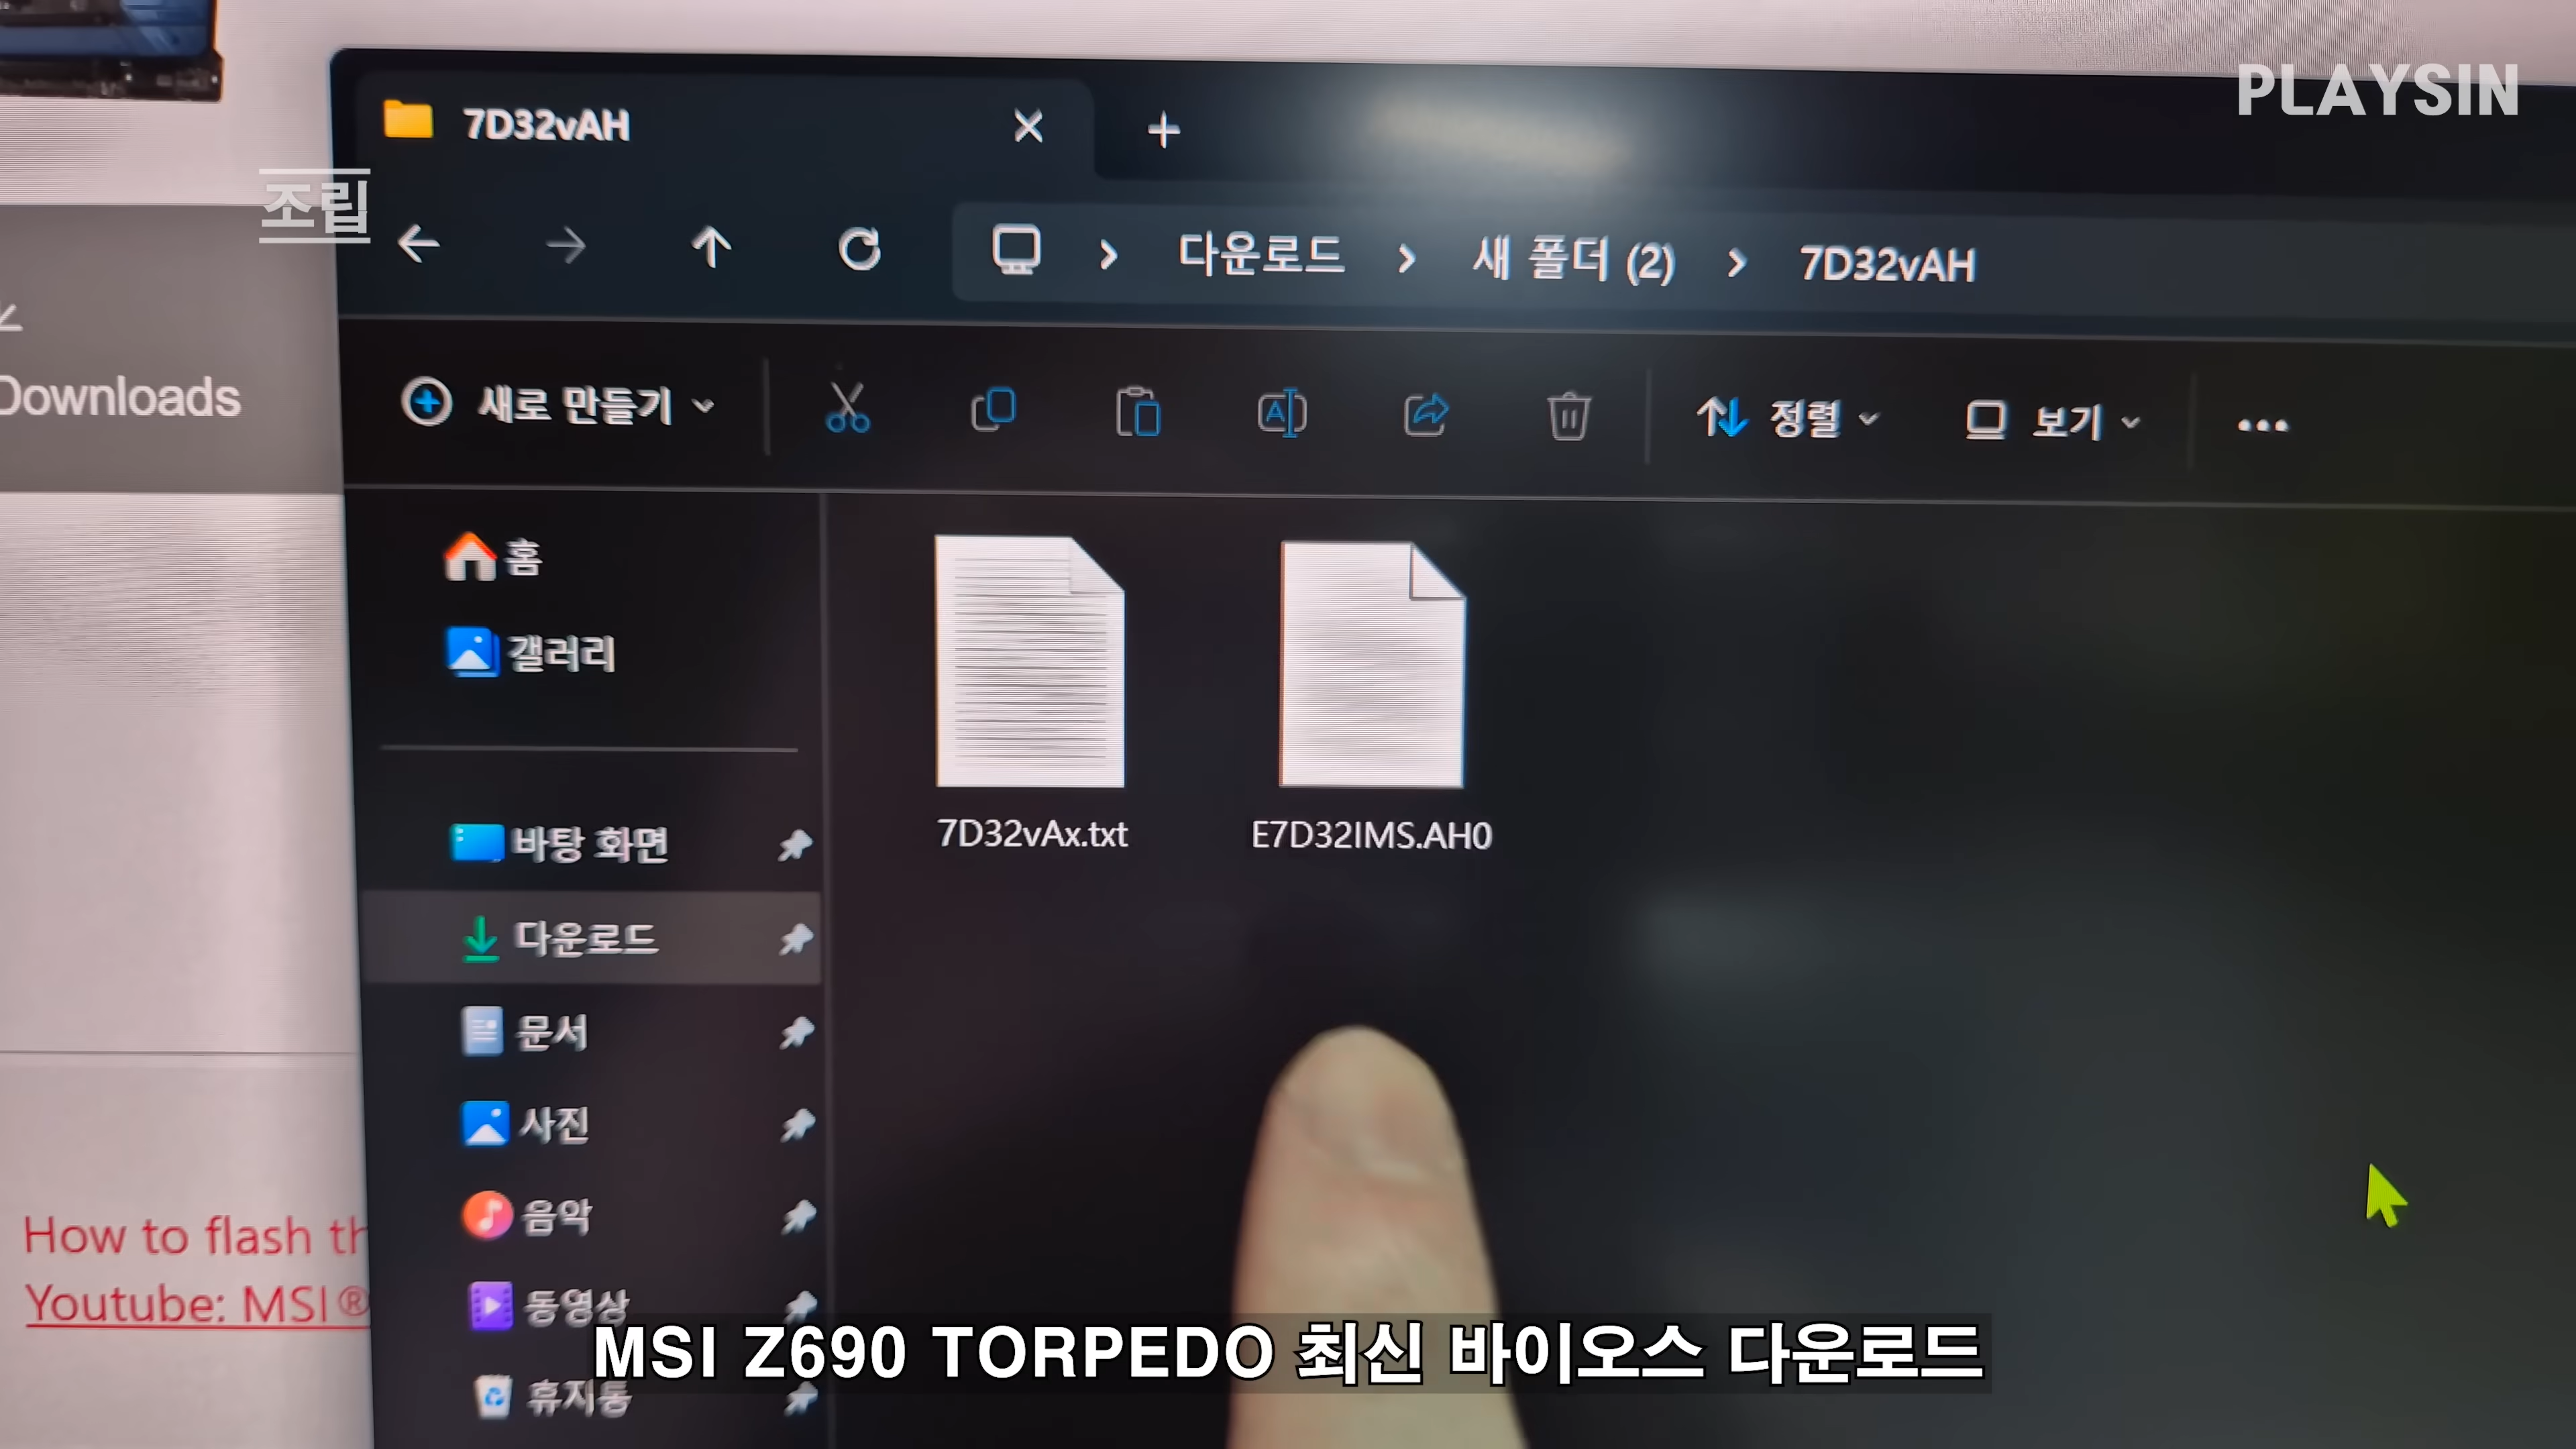 PLAYSIN
7D32vAH
조립
다운로드 > 새 폴더 (2) > 7D32vAH
Downloads
새로 만들기
정렬
보기
홈
갤러리
7D32vAx.txt
E7D32IMS.AH0
바탕 화면
다운로드
문서
사진
음악
How to flash th
동영상
Youtube: MSI®
MSI Z690 TORPEDO 최신 바이오스 다운로드
휴지통